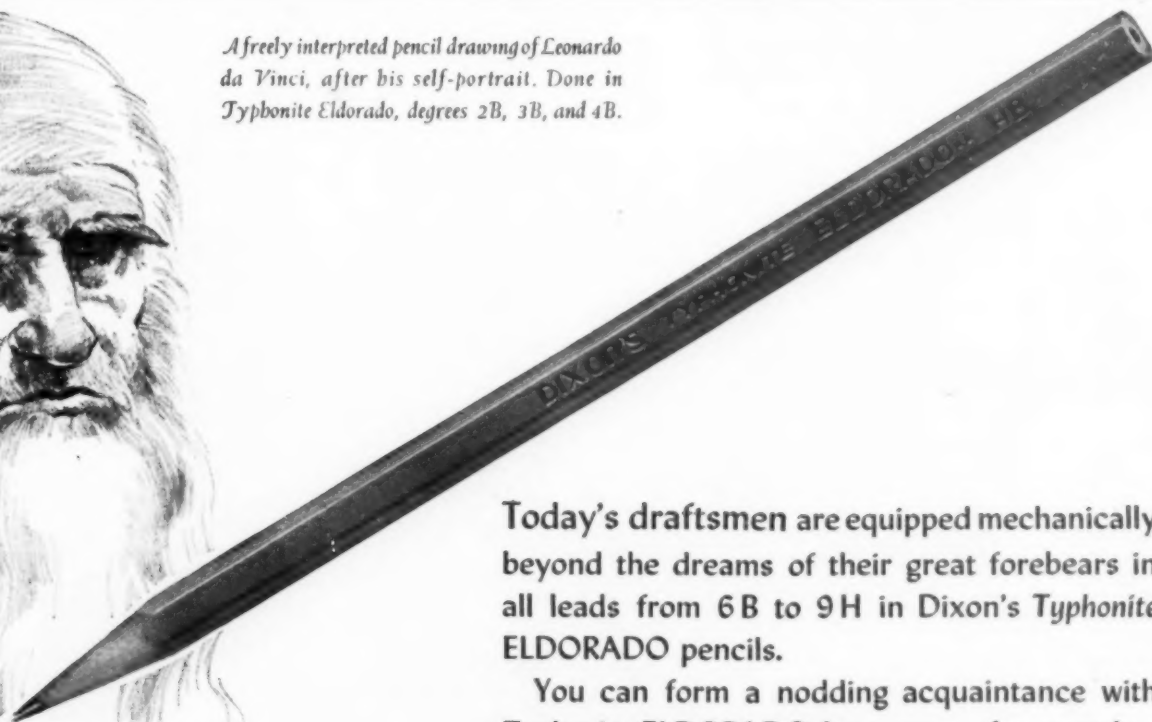 A freely interpreted pencil drawing of Leonardo
da Vinci, after his self-portrait. Done in
Typhonite Eldorado, degrees 2B, 3B, and 4B.
DIXON'S TYPHONITE ELDORADO HB
Today's draftsmen are equipped mechanically
beyond the dreams of their great forebears in
all leads from 6B to 9H in Dixon's Typhonite
ELDORADO pencils.
You can form a nodding acquaintance with